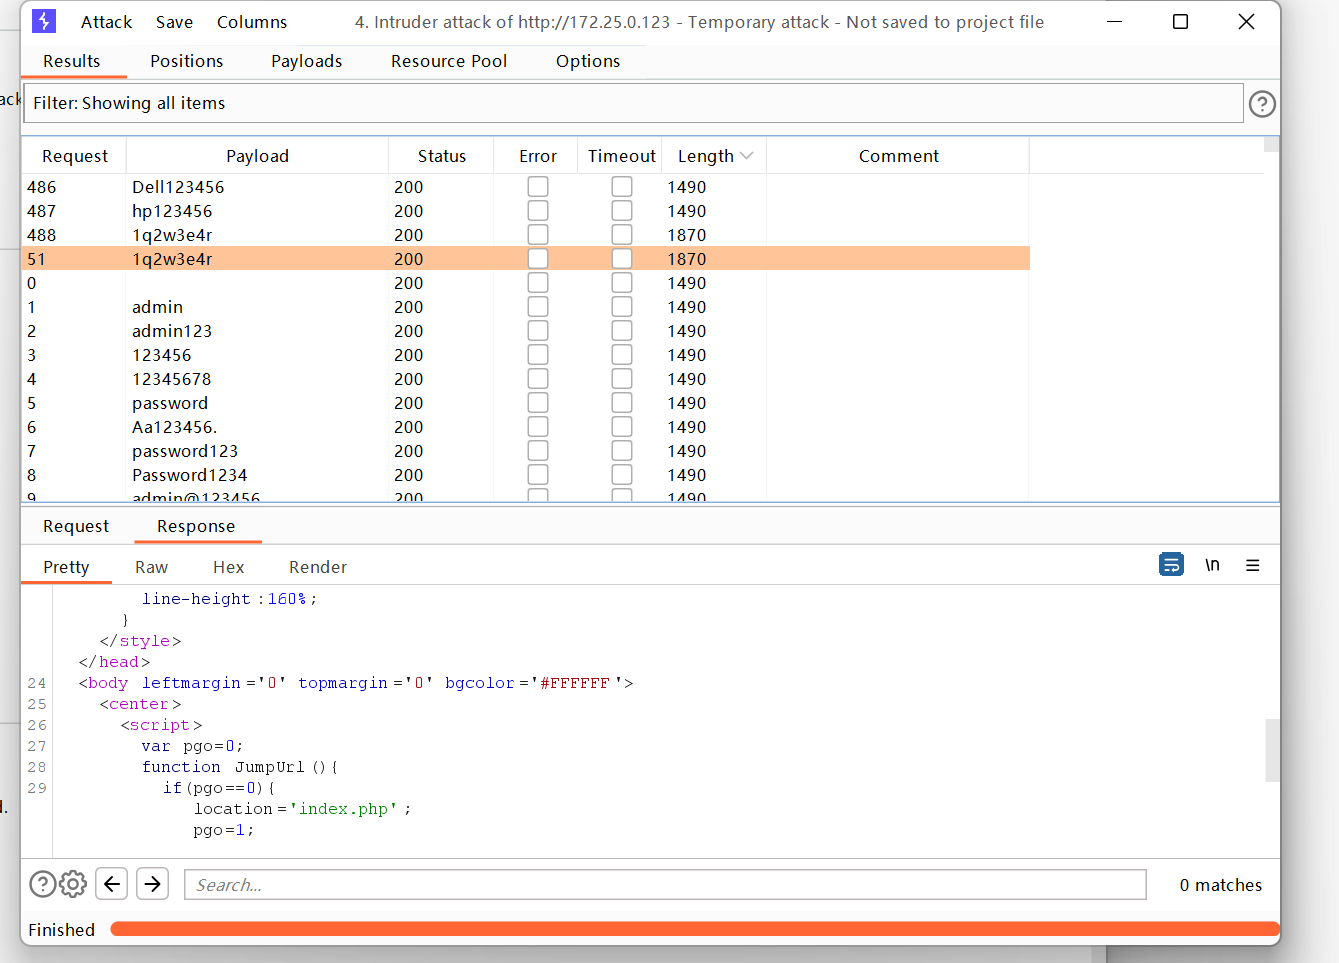 Attack Save Columns 4. Intruder attack of http://172.25.0.123 - Temporary attack - Not saved to project file
Results Positions Payloads Resource Pool Options
ack
Filter: Showing all items
Request Payload Status Error Timeout Length Comment
486 Dell123456 200 1490
487 hp123456 200 1490
488 1q2w3e4r 200 1870
51 1q2w3e4r 200 1870
0 200 1490
1 admin 200 1490
2 admin123 200 1490
3 123456 200 1490
4 12345678 200 1490
5 password 200 1490
6 Aa123456. 200 1490
7 password123 200 1490
8 Password1234 200 1490
9 admin@123456 200 1490
Request Response
Pretty Raw Hex Render \n
line-height :160%;
}
</style>
</head>
24 <body leftmargin ='0' topmargin ='0' bgcolor ='#FFFFFF '>
25 <center>
26 <script>
27 var pgo=0;
28 function JumpUrl (){
29 if(pgo==0){
location ='index.php' ;
d.
pgo=1;
Search... 0 matches
Finished